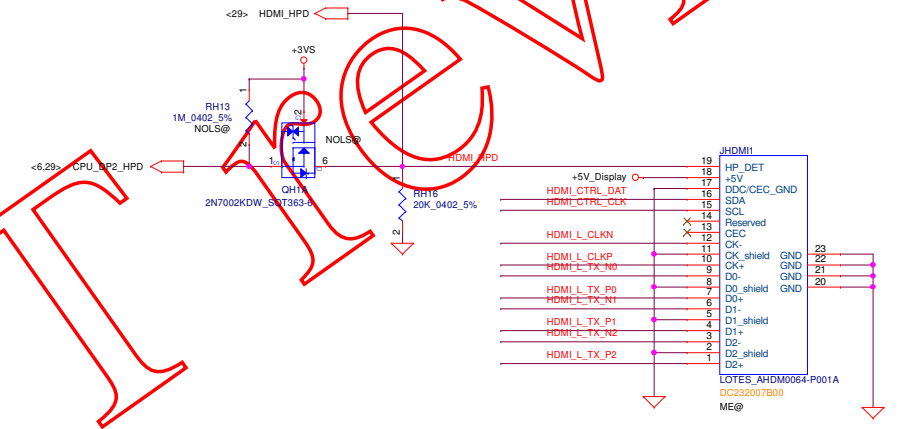 <29> HDMI_HPD
+3VS
RH13
1M_0402_5%
NOLS@
1
2
2
NOLS@
<6,29> CPU_DP2_HPD
1
6
HDMI_HPD
QH1A
2N7002KDW_SOT363-6
1
RH16
20K_0402_5%
2
JHDMI1
19 HP_DET
+5V_Display 18 +5V
17 DDC/CEC_GND
HDMI_CTRL_DAT 16 SDA
HDMI_CTRL_CLK 15 SCL
14 Reserved
13 CEC
HDMI_L_CLKN 12 CK-
11 CK_shield GND 23
HDMI_L_CLKP 10 CK+ GND 22
HDMI_L_TX_N0 9 D0- GND 21
8 D0_shield GND 20
HDMI_L_TX_P0 7 D0+
HDMI_L_TX_N1 6 D1-
5 D1_shield
HDMI_L_TX_P1 4 D1+
HDMI_L_TX_N2 3 D2-
2 D2_shield
HDMI_L_TX_P2 1 D2+
LOTES_AHDM0064-P001A
DC232007B00
ME@